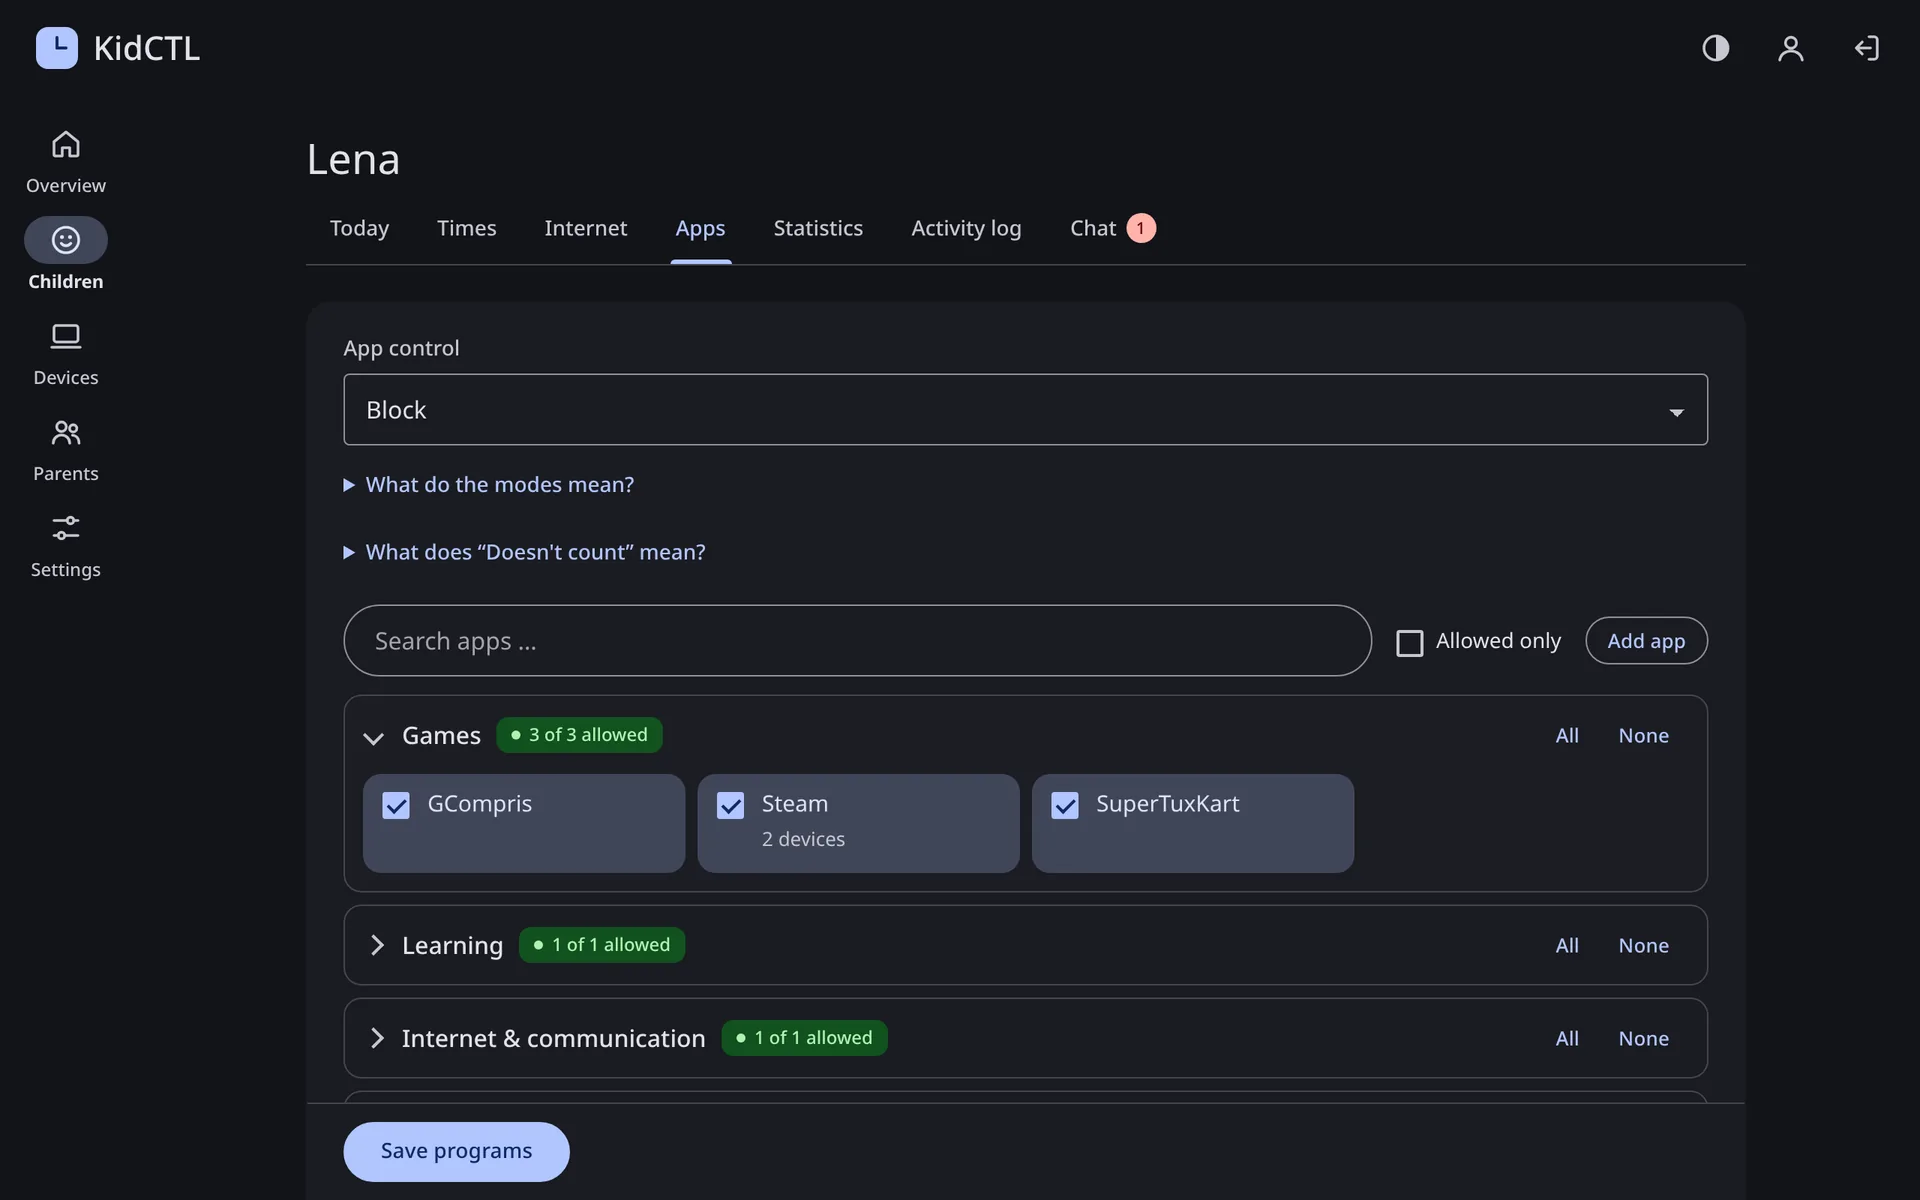 KidCTL
Overview
Children
Devices
Parents
Settings
Lena
Today Times Internet Apps Statistics Activity log Chat 1
App control
Block
What do the modes mean?
What does “Doesn't count” mean?
Search apps ... Allowed only Add app
Games 3 of 3 allowed All None
GCompris Steam SuperTuxKart
2 devices
Learning 1 of 1 allowed All None
Internet & communication 1 of 1 allowed All None
Save programs